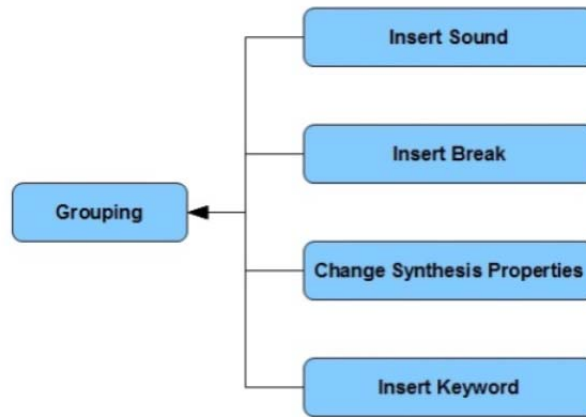 Insert Sound
Insert Break
Grouping
Change Synthesis Properties
Insert Keyword